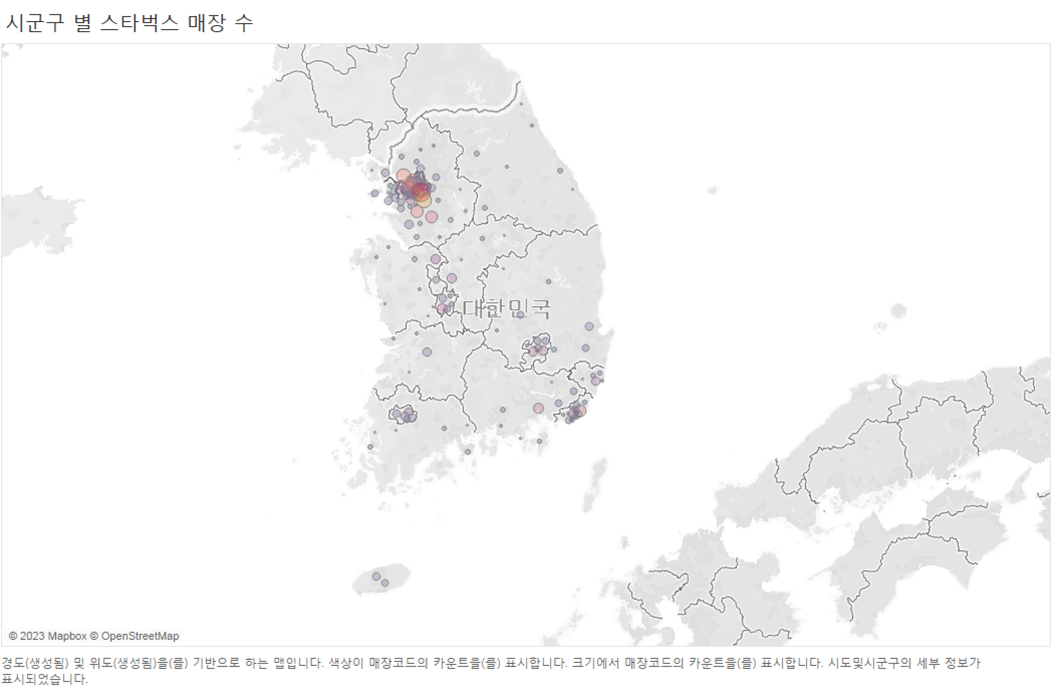 시군구 별 스타벅스 매장 수
대한민국
© 2023 Mapbox © OpenStreetMap
경도(생성됨) 및 위도(생성됨)을(를) 기반으로 하는 맵입니다. 색상이 매장코드의 카운트을(를) 표시합니다. 크기에서 매장코드의 카운트을(를) 표시합니다. 시도및시군구의 세부 정보가
표시되었습니다.